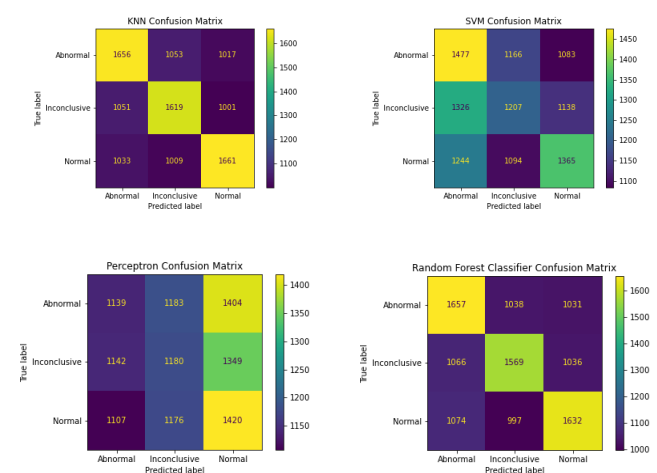 KNN Confusion Matrix
True label
Abnormal 1656 1053 1017
Inconclusive 1051 1619 1001
Normal 1033 1009 1661
Abnormal Inconclusive Normal
Predicted label
1600
1500
1400
1300
1200
1100
SVM Confusion Matrix
True label
Abnormal 1477 1166 1083
Inconclusive 1326 1207 1138
Normal 1244 1094 1365
Abnormal Inconclusive Normal
Predicted label
1450
1400
1350
1300
1250
1200
1150
1100
Perceptron Confusion Matrix
True label
Abnormal 1139 1183 1404
Inconclusive 1142 1180 1349
Normal 1107 1176 1420
Abnormal Inconclusive Normal
Predicted label
1400
1350
1300
1250
1200
1150
Random Forest Classifier Confusion Matrix
True label
Abnormal 1657 1038 1031
Inconclusive 1066 1569 1036
Normal 1074 997 1632
Abnormal Inconclusive Normal
Predicted label
1600
1500
1400
1300
1200
1100
1000